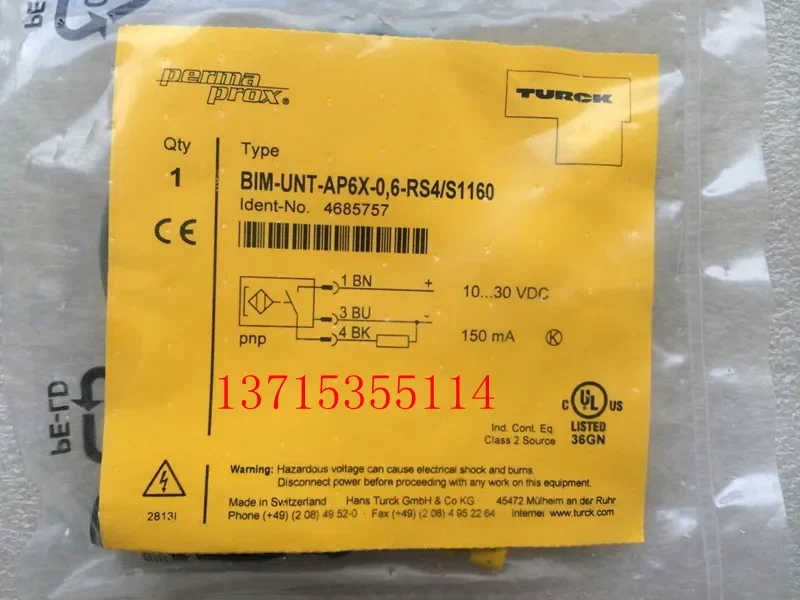 PE-LD
perma
prox®
TURCK
Qty
Type
1
BIM-UNT-AP6X-0,6-RS4/S1160
Ident-No. 4685757
CE
1 BN +
10...30 VDC
3 BU -
4 BK
150 mA K
pnp
13715355114
C UL US
LISTED
36GN
Ind. Cont. Eq.
Class 2 Source
PE-LD
Warning: Hazardous voltage can cause electrical shock and burns.
Disconnect power before proceeding with any work on this equipment.
2813I
Made in Switzerland Hans Turck GmbH & Co KG · 45472 Mülheim an der Ruhr
Phone (+49) (2 08) 49 52-0 · Fax (+49) (2 08) 4 95 22 64 · Internet www.turck.com